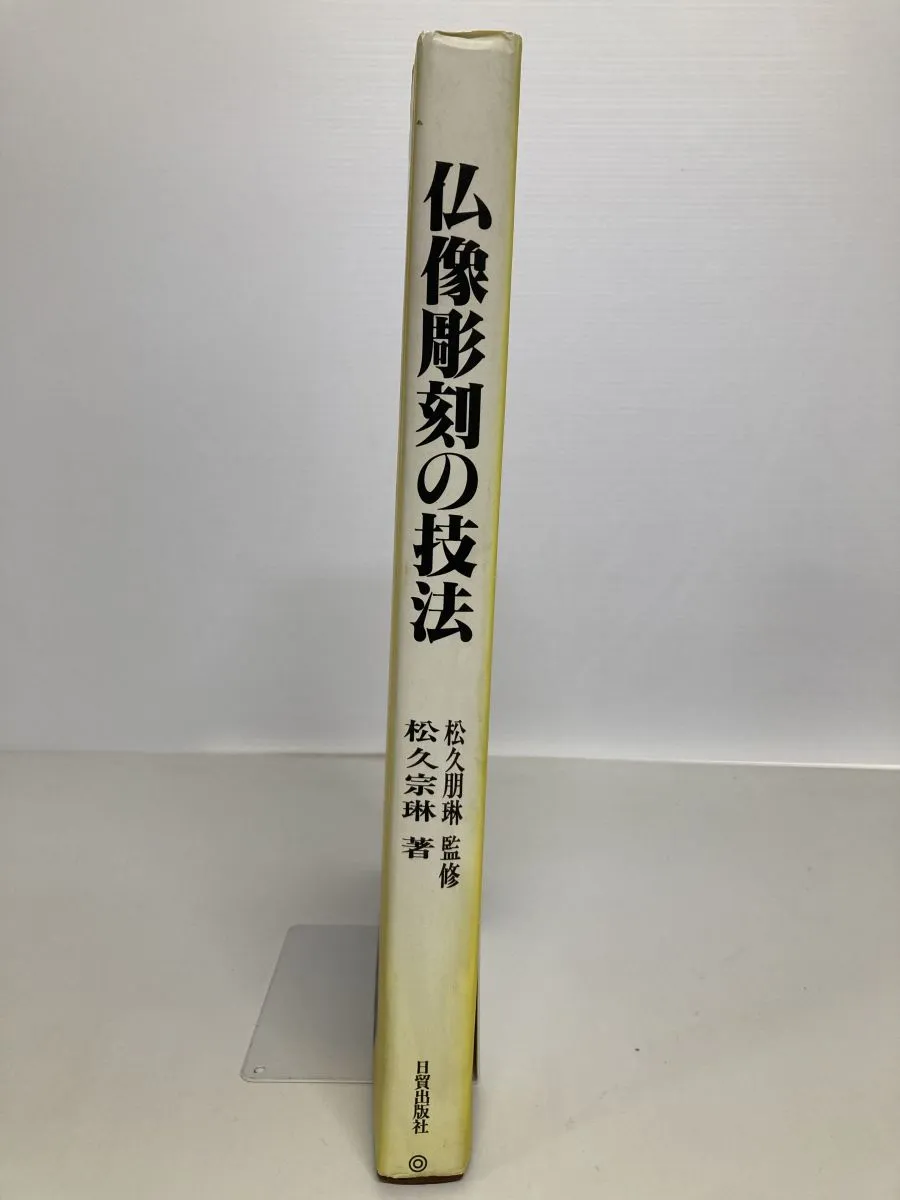 仏像彫刻の技法
松久朋琳 監修
松久宗琳 著
日貿出版社